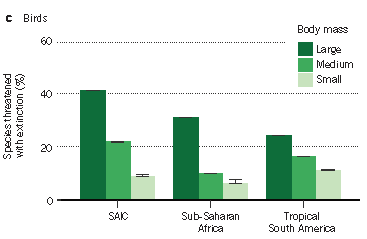 c Birds
Body mass
Large
Medium
Small
Species threatened
with extinction (%)
60
40
20
0
SAIC
Sub-Saharan
Africa
Tropical
South America